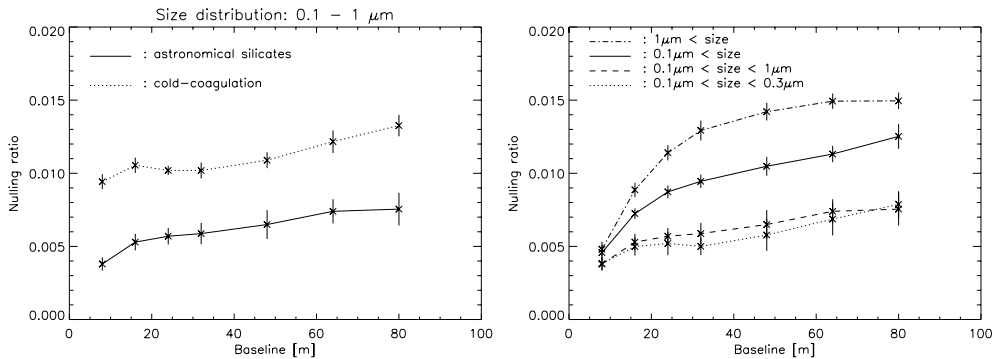 Size distribution: 0.1 – 1 μm
0.020
0.015
0.010
0.005
0.000
Nulling ratio
: astronomical silicates
: cold-coagulation
0 20 40 60 80 100
Baseline [m]
0.020
0.015
0.010
0.005
0.000
Nulling ratio
: 1μm < size
: 0.1μm < size
: 0.1μm < size < 1μm
: 0.1μm < size < 0.3μm
0 20 40 60 80 100
Baseline [m]